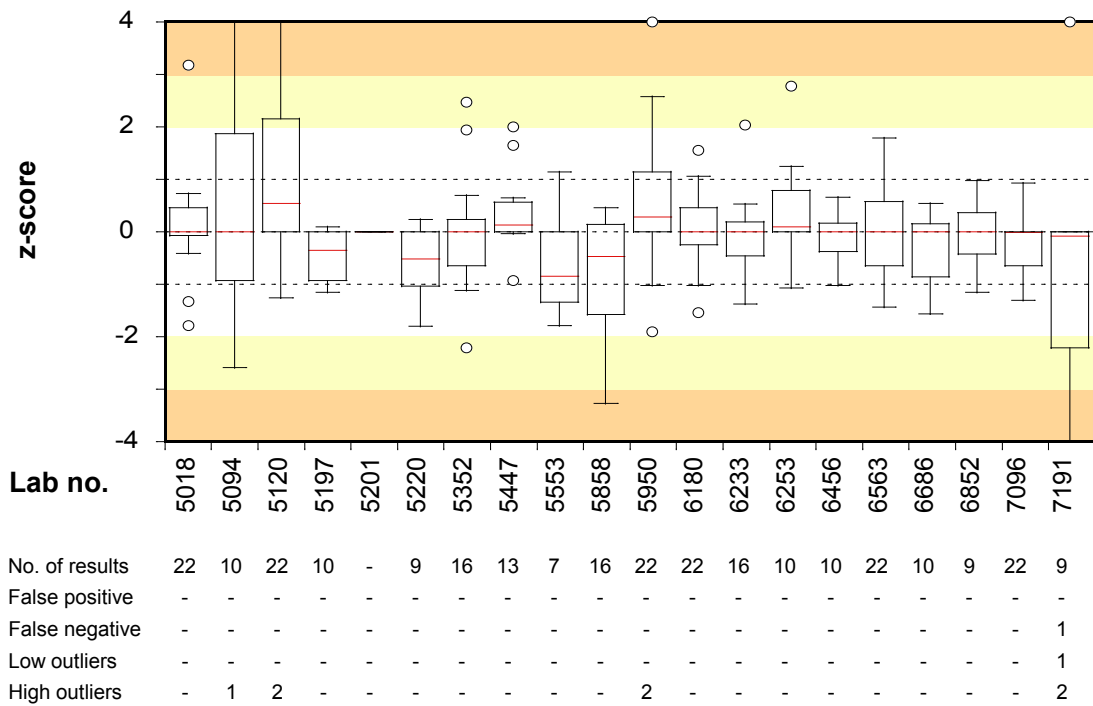 4
2
0
-2
-4
z-score
Lab no.
5018 5094 5120 5197 5201 5220 5352 5447 5553 5858 5950 6180 6233 6253 6456 6563 6686 6852 7096 7191
No. of results 22 10 22 10 - 9 16 13 7 16 22 22 16 10 10 22 10 9 22 9
False positive - - - - - - - - - - - - - - - - - - - -
False negative - - - - - - - - - - - - - - - - - - - 1
Low outliers - - - - - - - - - - - - - - - - - - - 1
High outliers - 1 2 - - - - - - - 2 - - - - - - - - 2